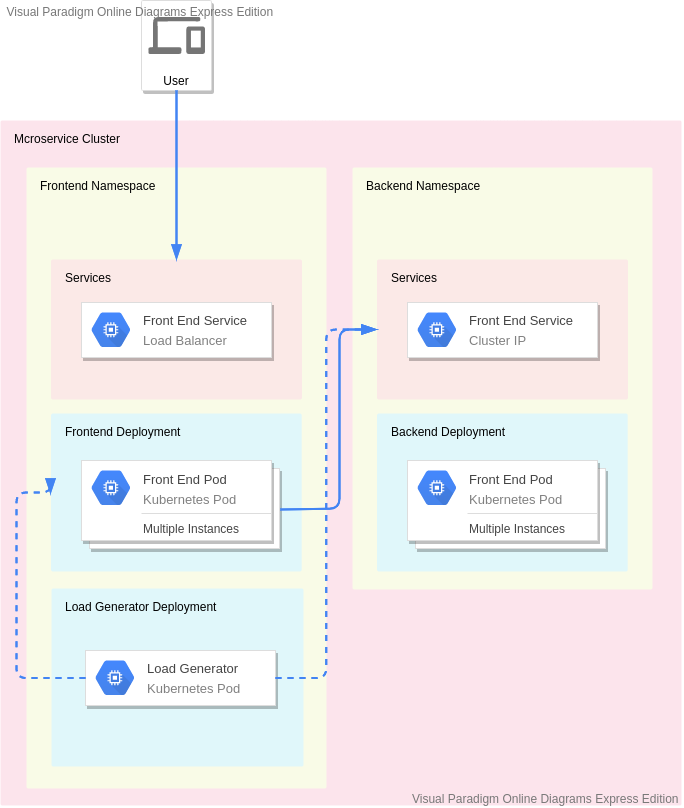 Visual Paradigm Online Diagrams Express Edition
User
Mcroservice Cluster
Frontend Namespace
Services
Front End Service
Load Balancer
Frontend Deployment
Front End Pod
Kubernetes Pod
Multiple Instances
Load Generator Deployment
Load Generator
Kubernetes Pod
Backend Namespace
Services
Front End Service
Cluster IP
Backend Deployment
Front End Pod
Kubernetes Pod
Multiple Instances
Visual Paradigm Online Diagrams Express Edition